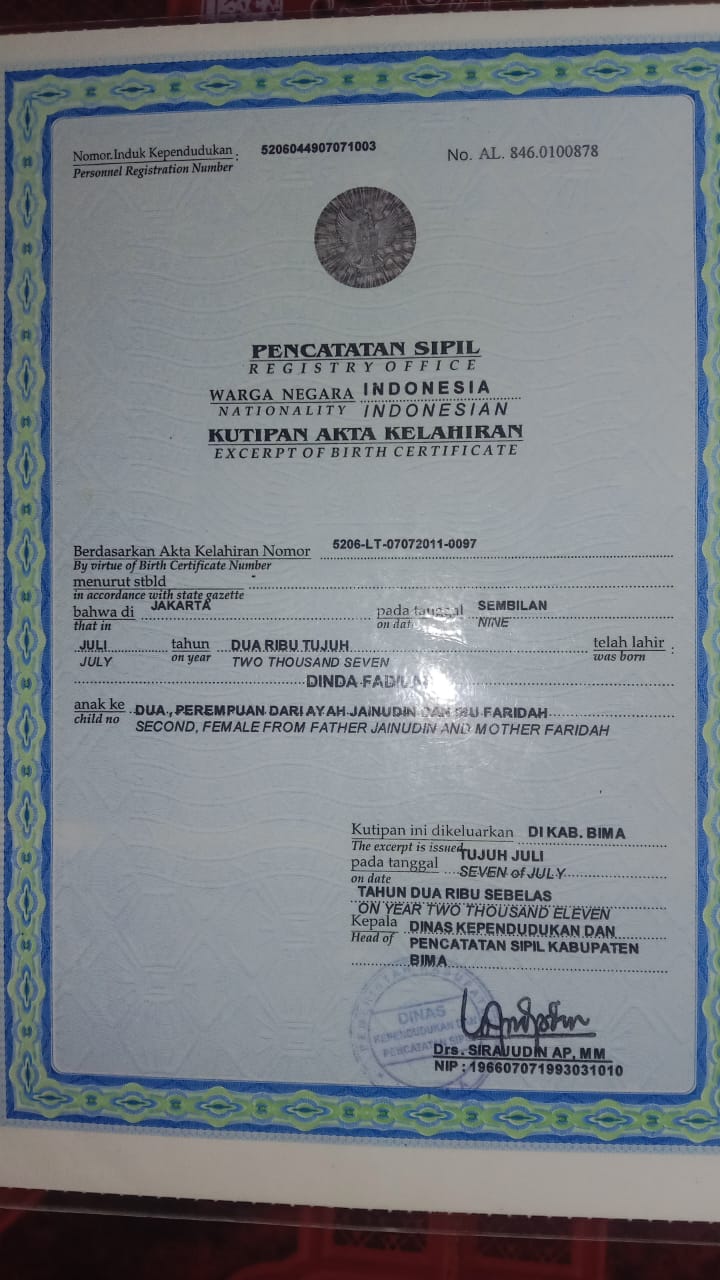 Nomor.Induk Kependudukan : 5206044907071003 No. AL. 846.0100878
Personnel Registration Number
PENCATATAN SIPIL
REGISTRY OFFICE
WARGA NEGARA INDONESIA
NATIONALITY INDONESIAN
KUTIPAN AKTA KELAHIRAN
EXCERPT OF BIRTH CERTIFICATE
Berdasarkan Akta Kelahiran Nomor 5206-LT-07072011-0097
By virtue of Birth Certificate Number
menurut stbld
in accordance with state gazette
bahwa di JAKARTA pada tanggal SEMBILAN
that in on date NINE
JULI tahun DUA RIBU TUJUH telah lahir :
JULY on year TWO THOUSAND SEVEN was born
DINDA
anak ke DUA, PEREMPUAN DARI AYAH JAINUDIN DAN IBU FARIDAH
child no SECOND, FEMALE FROM FATHER JAINUDIN AND MOTHER FARIDAH
Kutipan ini dikeluarkan DI KAB. BIMA
The excerpt is issued
pada tanggal TUJUH JULI
on date SEVEN of JULY
TAHUN DUA RIBU SEBELAS
ON YEAR TWO THOUSAND ELEVEN
Kepala DINAS KEPENDUDUKAN DAN
Head of PENCATATAN SIPIL KABUPATEN
BIMA
DINAS
KEPENDUDUKAN DAN
PENCATATAN SIPIL
Drs. SIRAJUDIN AP, MM
NIP : 196607071993031010